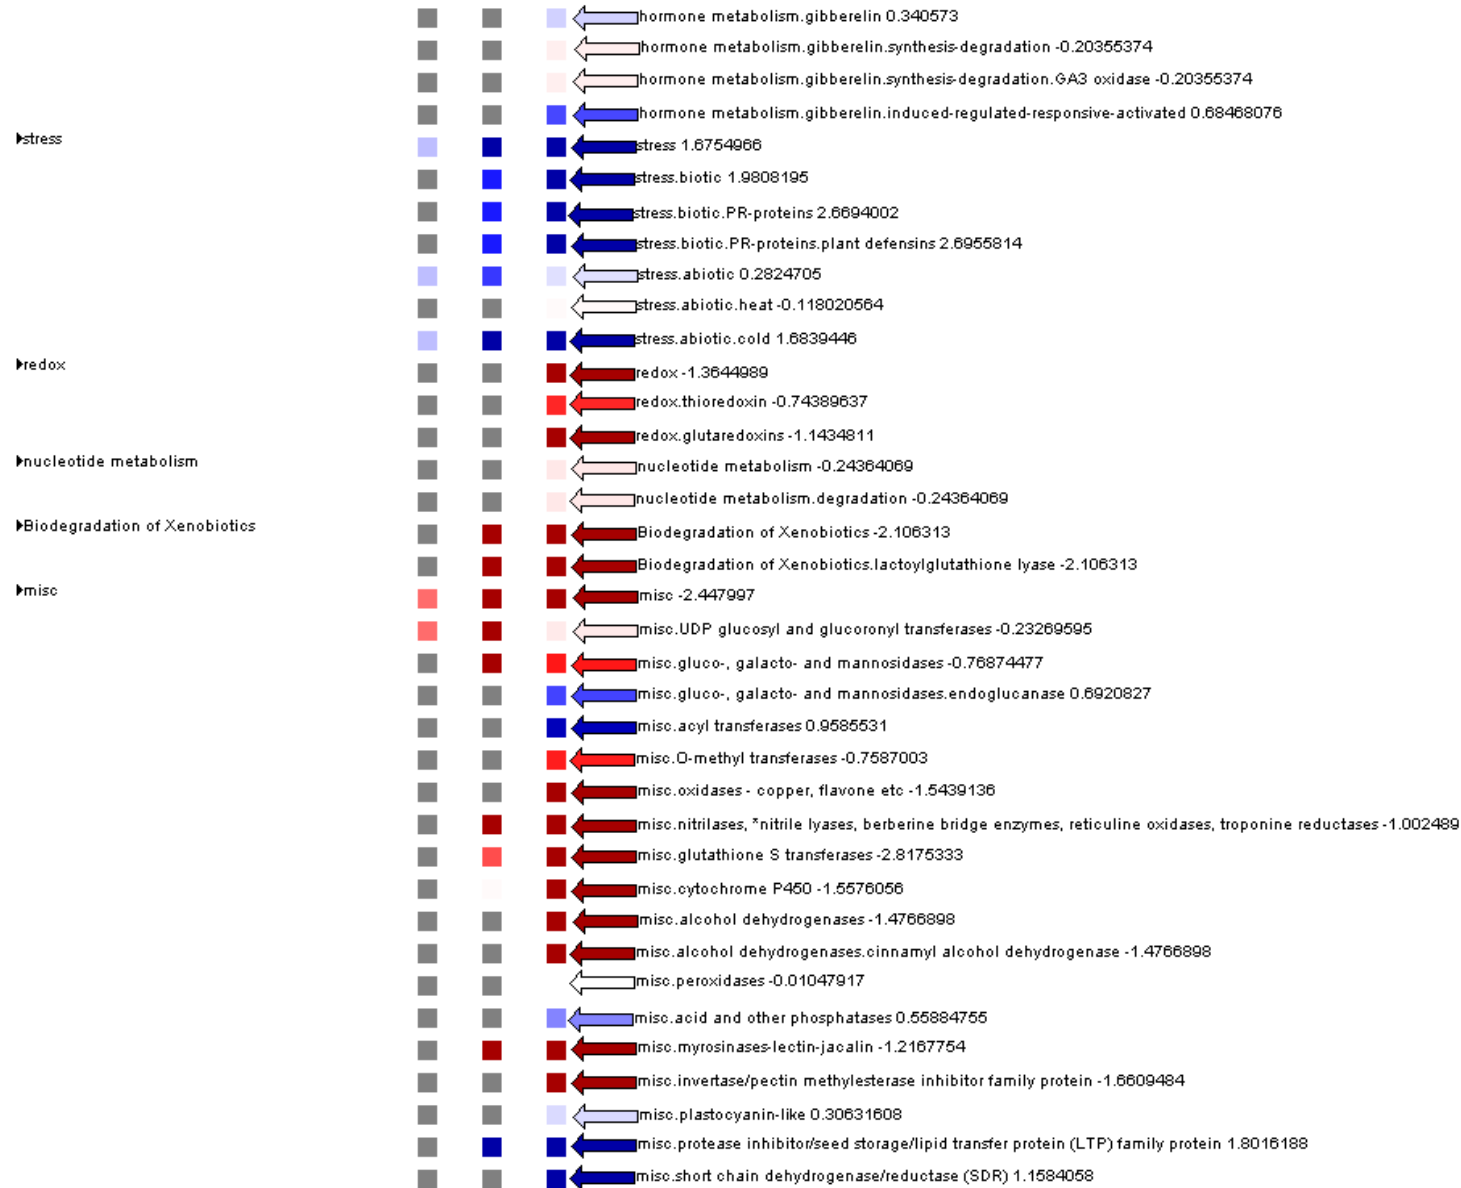 hormone metabolism.gibberelin 0.340573
hormone metabolism.gibberelin.synthesis-degradation -0.20355374
hormone metabolism.gibberelin.synthesis-degradation.GA3 oxidase -0.20355374
hormone metabolism.gibberelin.induced-regulated-responsive-activated 0.68468076
stress
stress 1.6754966
stress.biotic 1.9808195
stress.biotic.PR-proteins 2.6694002
stress.biotic.PR-proteins.plant defensins 2.6955814
stress.abiotic 0.2824705
stress.abiotic.heat -0.118020564
stress.abiotic.cold 1.6839446
redox
redox -1.3644989
redox.thioredoxin -0.74389637
redox.glutaredoxins -1.1434811
nucleotide metabolism
nucleotide metabolism -0.24364069
nucleotide metabolism.degradation -0.24364069
Biodegradation of Xenobiotics
Biodegradation of Xenobiotics -2.106313
Biodegradation of Xenobiotics.lactoylglutathione lyase -2.106313
misc
misc -2.447997
misc.UDP glucosyl and glucoronyl transferases -0.23269595
misc.gluco-, galacto- and mannosidases -0.76874477
misc.gluco-, galacto- and mannosidases.endoglucanase 0.6920827
misc.acyl transferases 0.9585531
misc.O-methyl transferases -0.7587003
misc.oxidases - copper, flavone etc -1.5439136
misc.nitrilases, *nitrile lyases, berberine bridge enzymes, reticuline oxidases, troponine reductases -1.002489
misc.glutathione S transferases -2.8175333
misc.cytochrome P450 -1.5576056
misc.alcohol dehydrogenases -1.4766898
misc.alcohol dehydrogenases.cinnamyl alcohol dehydrogenase -1.4766898
misc.peroxidases -0.01047917
misc.acid and other phosphatases 0.55884755
misc.myrosinases-lectin-jacalin -1.2167754
misc.invertase/pectin methylesterase inhibitor family protein -1.6609484
misc.plastocyanin-like 0.30631608
misc.protease inhibitor/seed storage/lipid transfer protein (LTP) family protein 1.8016188
misc.short chain dehydrogenase/reductase (SDR) 1.1584058